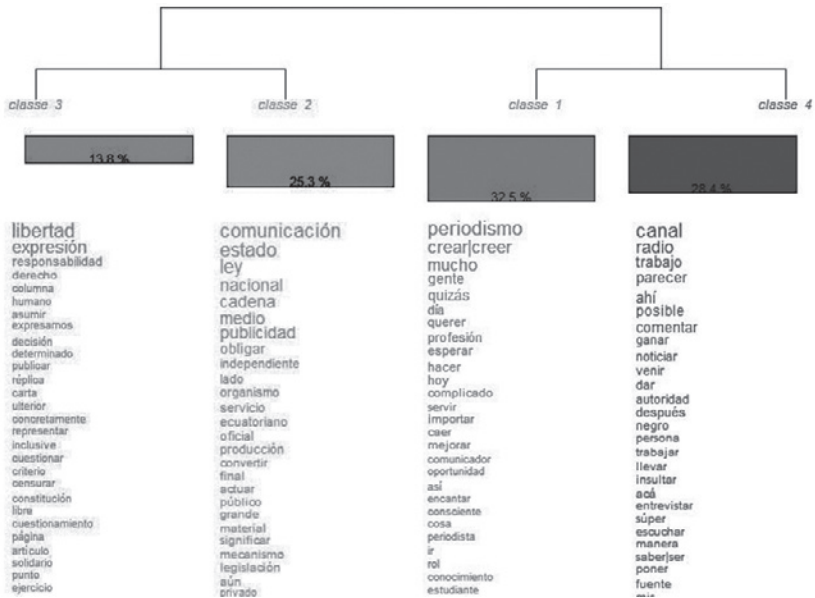 classe 3
classe 2
classe 1
classe 4
13.8 %
25.3 %
32.5 %
28.4 %
libertad
expresión
responsabilidad
derecho
columna
humano
asumir
expresamos
decisión
determinado
publicar
réplica
carta
ulterior
concretamente
representar
inclusive
cuestionar
criterio
censurar
constitución
libre
cuestionamiento
página
artículo
solidario
punto
ejercicio
comunicación
estado
ley
nacional
cadena
medio
publicidad
obligar
independiente
lado
organismo
servicio
ecuatoriano
oficial
producción
convertir
final
actuar
público
grande
material
significar
mecanismo
legislación
aún
privado
periodismo
crear|creer
mucho
gente
quizás
día
querer
profesión
esperar
hacer
hoy
complicado
servir
importar
caer
mejorar
comunicador
oportunidad
así
encantar
consciente
cosa
periodista
ir
rol
conocimiento
estudiante
canal
radio
trabajo
parecer
ahí
posible
comentar
ganar
noticiar
venir
dar
autoridad
después
negro
persona
trabajar
llevar
insultar
acá
entrevistar
súper
escuchar
manera
saber|ser
poner
fuente